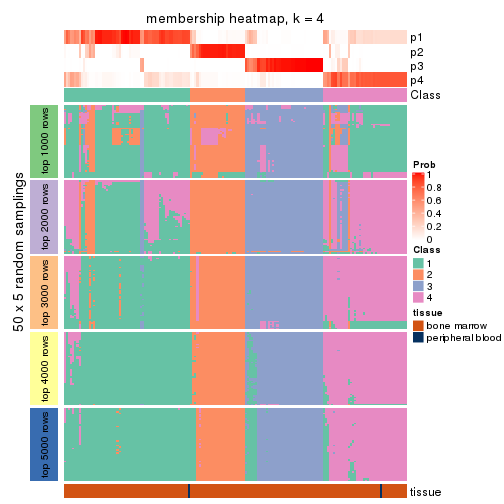 membership heatmap, k = 4
p1
p2
p3
p4
Class
50 x 5 random samplings
top 1000 rows
top 2000 rows
top 3000 rows
top 4000 rows
top 5000 rows
Prob
1
0.8
0.6
0.4
0.2
0
Class
1
2
3
4
tissue
bone marrow
peripheral blood
tissue